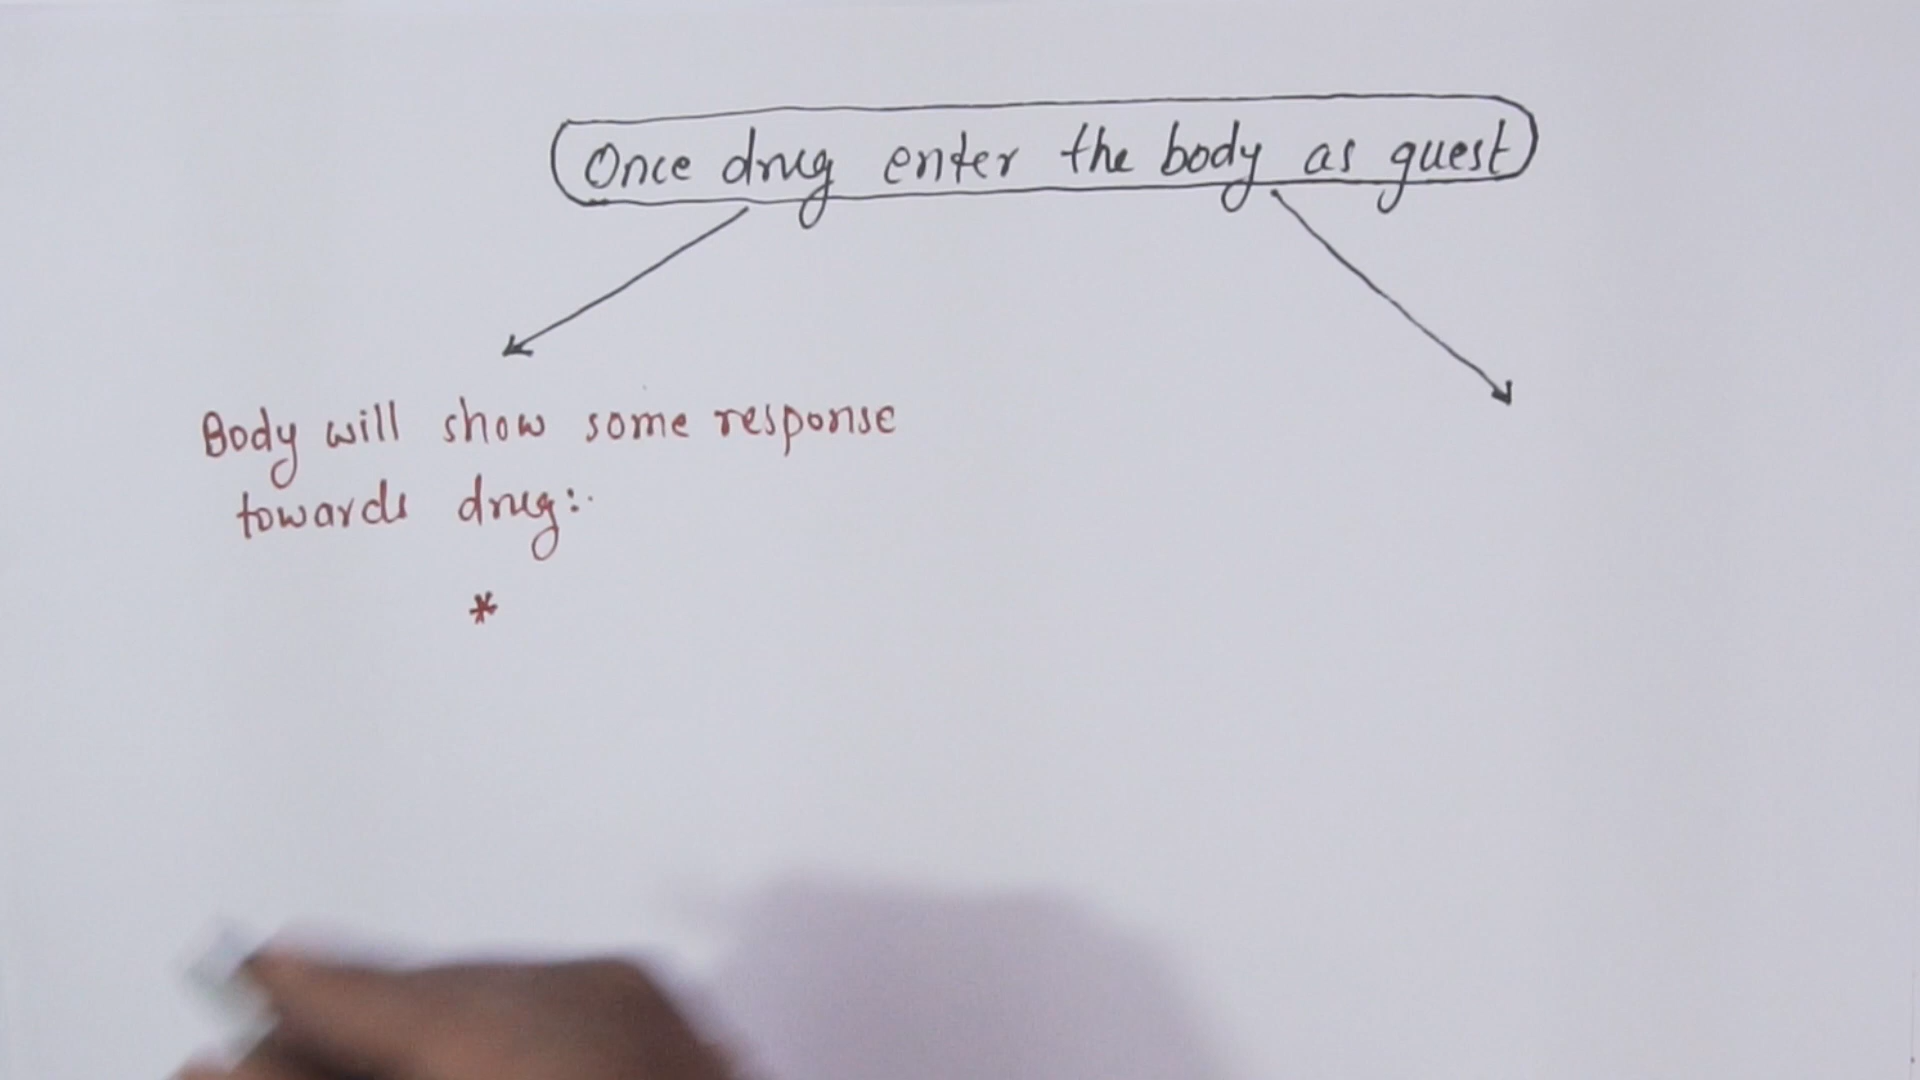 Once drug enter the body as guest
Body will show some response
towards drug:-
*